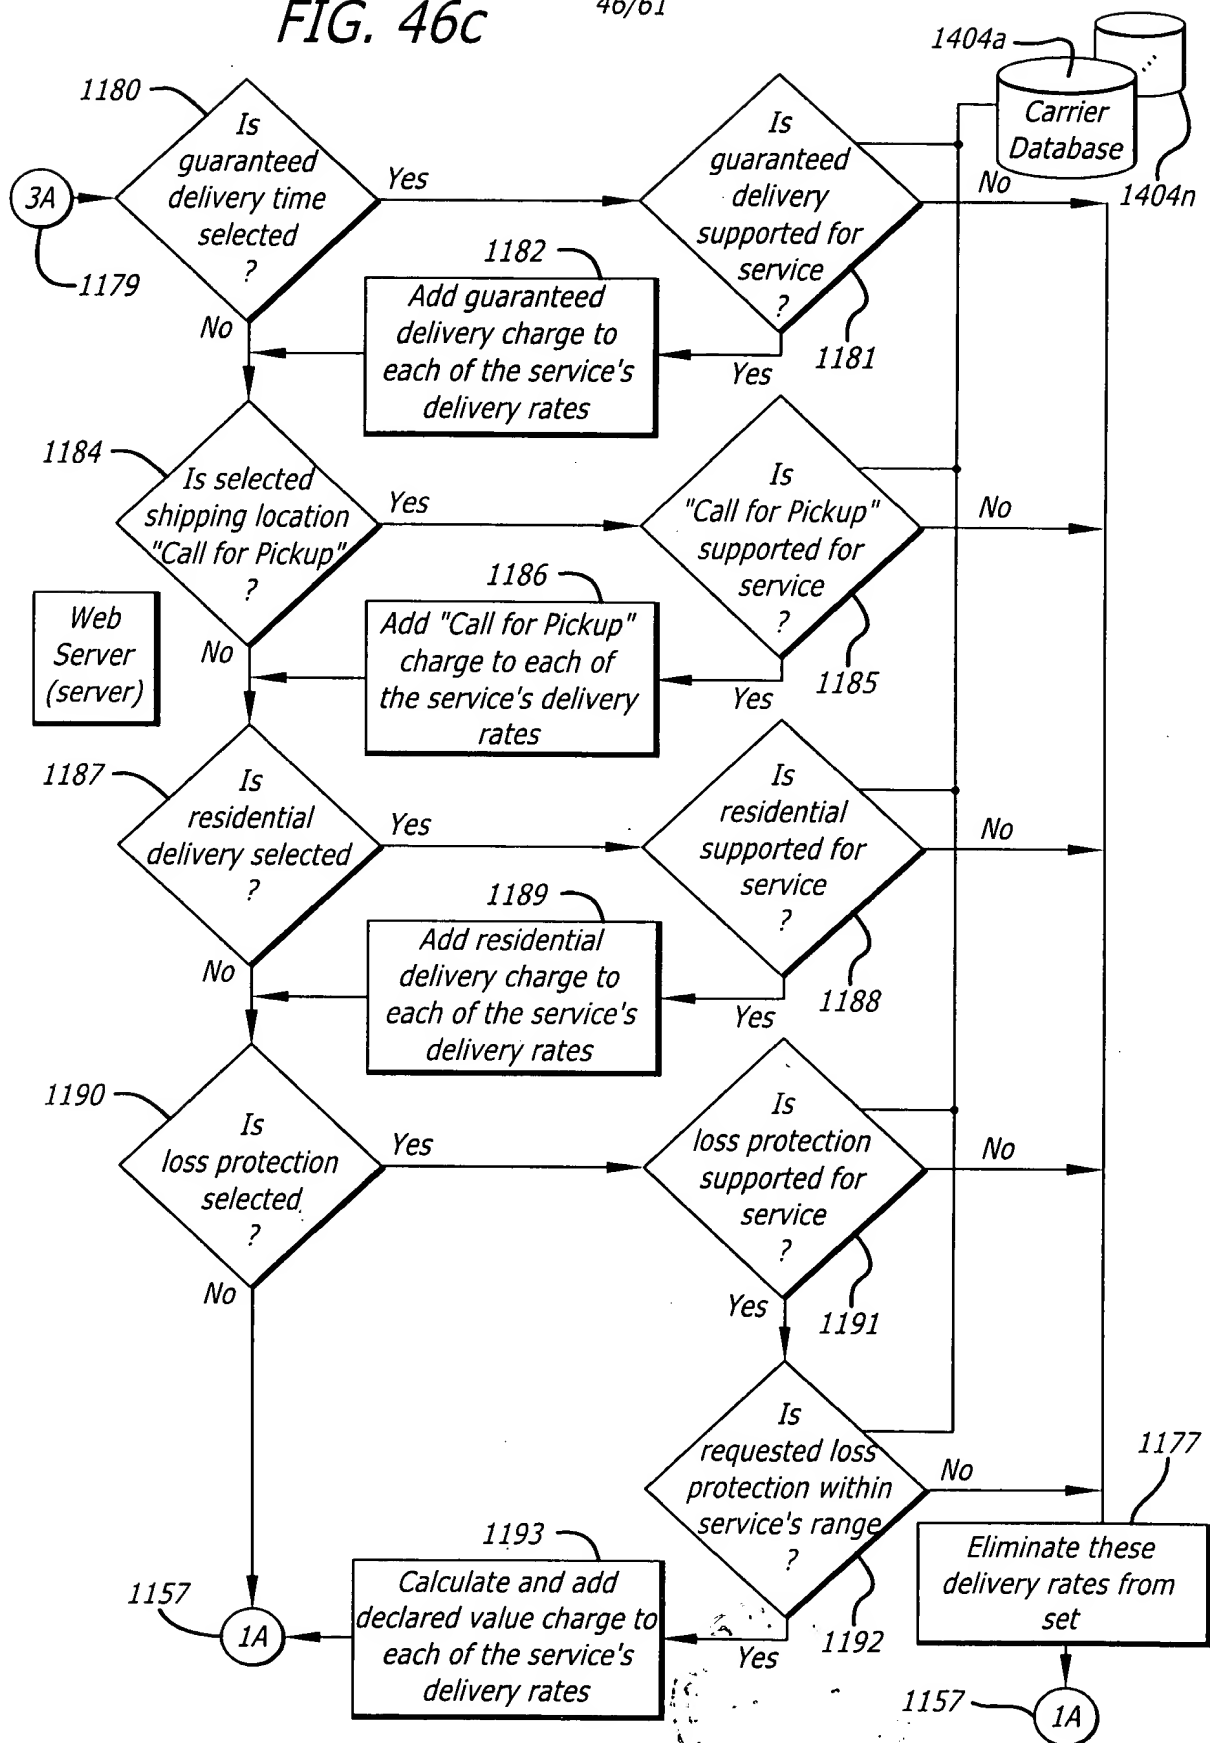 FIG. 46c
46/61
1404a
Carrier
Database
1404n
1180
Is
guaranteed
delivery time
selected
?
Yes
No
3A
1179
Is
guaranteed
delivery
supported for
service
?
No
Yes
1181
1182
Add guaranteed
delivery charge to
each of the service's
delivery rates
1184
Is selected
shipping location
"Call for Pickup"
?
Yes
No
Is
"Call for Pickup"
supported for
service
?
No
Yes
1185
1186
Add "Call for Pickup"
charge to each of
the service's delivery
rates
Web
Server
(server)
1187
Is
residential
delivery selected
?
Yes
No
Is
residential
supported for
service
?
No
Yes
1188
1189
Add residential
delivery charge to
each of the service's
delivery rates
1190
Is
loss protection
selected
?
Yes
No
Is
loss protection
supported for
service
?
No
Yes
1191
Is
requested loss
protection within
service's range
?
No
Yes
1192
1193
Calculate and add
declared value charge to
each of the service's
delivery rates
1157
1A
1177
Eliminate these
delivery rates from
set
1157
1A